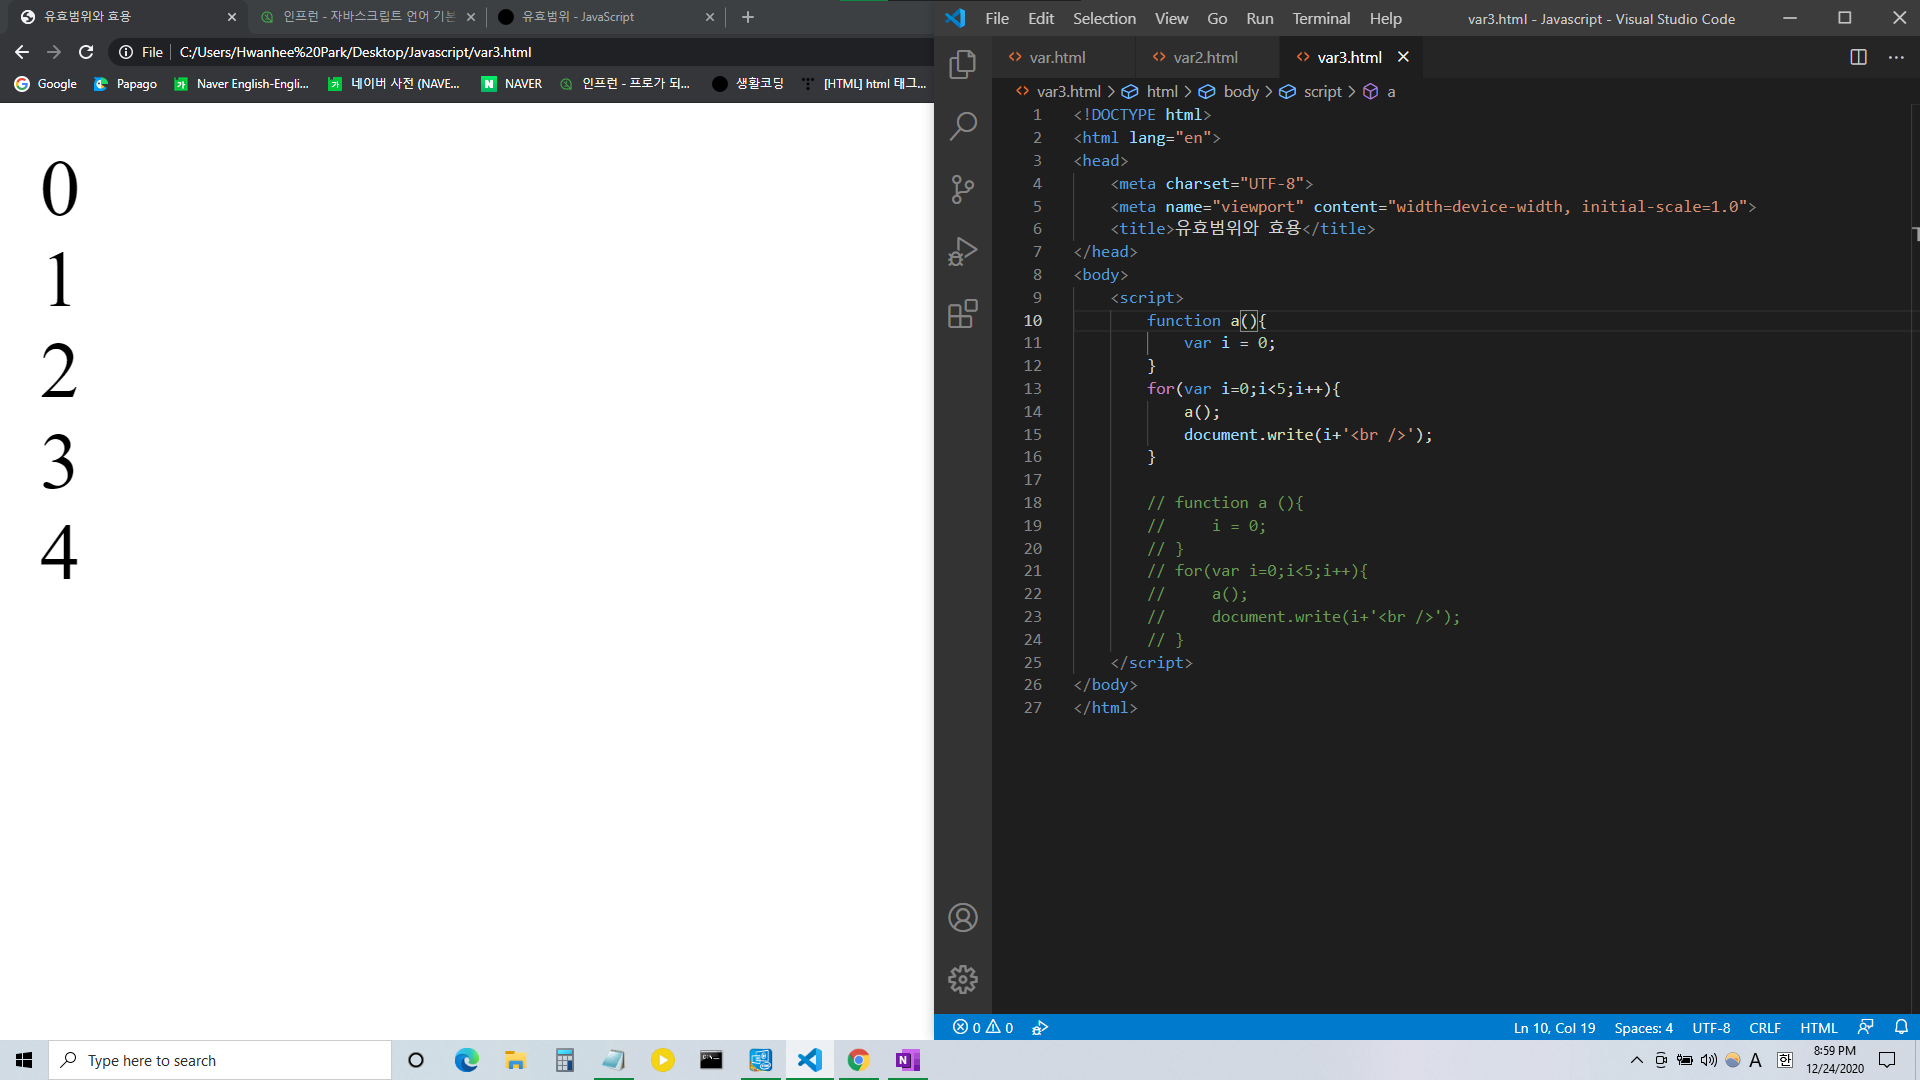 유효범위와 효용
인프런 - 자바스크립트 언어 기본
유효범위 - JavaScript
File
C:/Users/Hwanhee%20Park/Desktop/Javascript/var3.html
Google
Papago
Naver English-Engli...
네이버 사전 (NAVE...
NAVER
인프런 - 프로가 되...
생활코딩
[HTML] html 태그...
0
1
2
3
4
File Edit Selection View Go Run Terminal Help
var3.html - Javascript - Visual Studio Code
var.html
var2.html
var3.html
var3.html > html > body > script > a
1 <!DOCTYPE html>
2 <html lang="en">
3 <head>
4 <meta charset="UTF-8">
5 <meta name="viewport" content="width=device-width, initial-scale=1.0">
6 <title>유효범위와 효용</title>
7 </head>
8 <body>
9 <script>
10 function a(){
11 var i = 0;
12 }
13 for(var i=0;i<5;i++){
14 a();
15 document.write(i+'<br />');
16 }
17
18 // function a (){
19 // i = 0;
20 // }
21 // for(var i=0;i<5;i++){
22 // a();
23 // document.write(i+'<br />');
24 // }
25 </script>
26 </body>
27 </html>
0 0
Ln 10, Col 19
Spaces: 4
UTF-8
CRLF
HTML
Type here to search
N
A
한
8:59 PM
12/24/2020